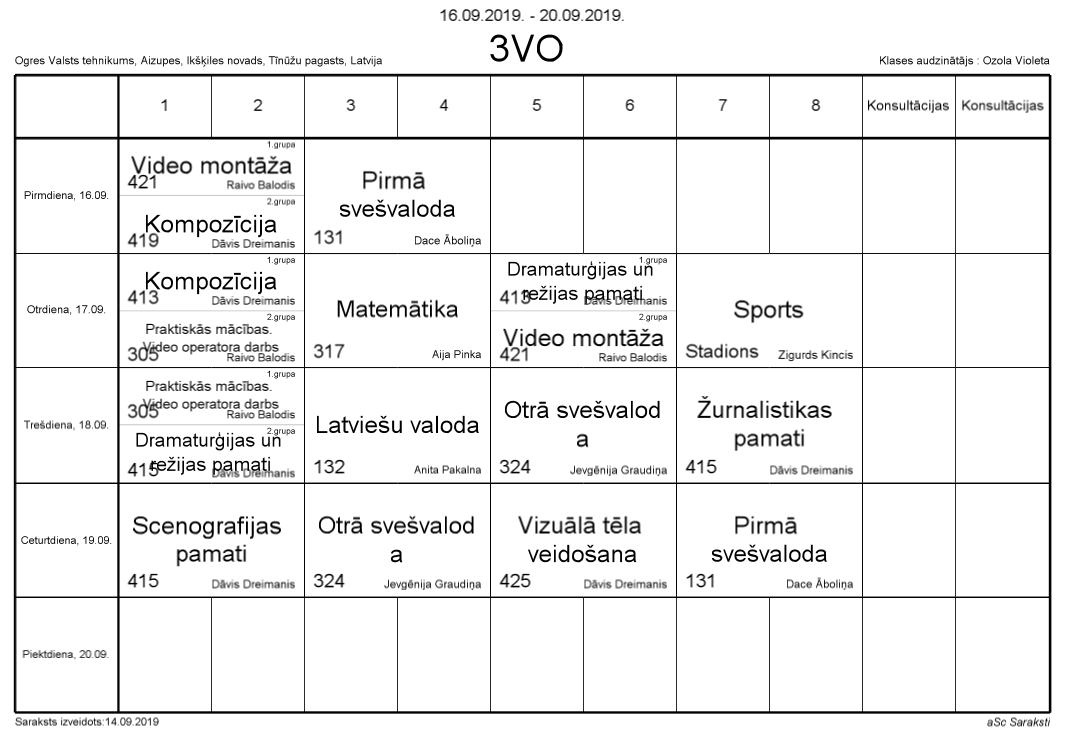 16.09.2019. - 20.09.2019.
3VO
Ogres Valsts tehnikums, Aizupes, Ikšķiles novads, Tīnūžu pagasts, Latvija
Klases audzinātājs : Ozola Violeta
1 2 3 4 5 6 7 8 Konsultācijas Konsultācijas
Pirmdiena, 16.09.
1.grupa
Video montāža
421 Raivo Balodis
2.grupa
Kompozīcija
419 Dāvis Dreimanis
Pirmā
svešvaloda
131 Dace Āboliņa
Otrdiena, 17.09.
1.grupa
Kompozīcija
413 Dāvis Dreimanis
2.grupa
Praktiskās mācības.
Video operatora darbs
305 Raivo Balodis
Matemātika
317 Aija Pinka
1.grupa
Dramaturģijas un
režijas pamati
413 Dāvis Dreimanis
2.grupa
Video montāža
421 Raivo Balodis
Sports
Stadions Zigurds Kincis
Trešdiena, 18.09.
1.grupa
Praktiskās mācības.
Video operatora darbs
305 Raivo Balodis
2.grupa
Dramaturģijas un
režijas pamati
415 Dāvis Dreimanis
Latviešu valoda
132 Anita Pakalna
Otrā svešvalod
a
324 Jevgēnija Graudiņa
Žurnalistikas
pamati
415 Dāvis Dreimanis
Ceturtdiena, 19.09.
Scenografijas
pamati
415 Dāvis Dreimanis
Otrā svešvalod
a
324 Jevgēnija Graudiņa
Vizuālā tēla
veidošana
425 Dāvis Dreimanis
Pirmā
svešvaloda
131 Dace Āboliņa
Piektdiena, 20.09.
Saraksts izveidots:14.09.2019
aSc Saraksti